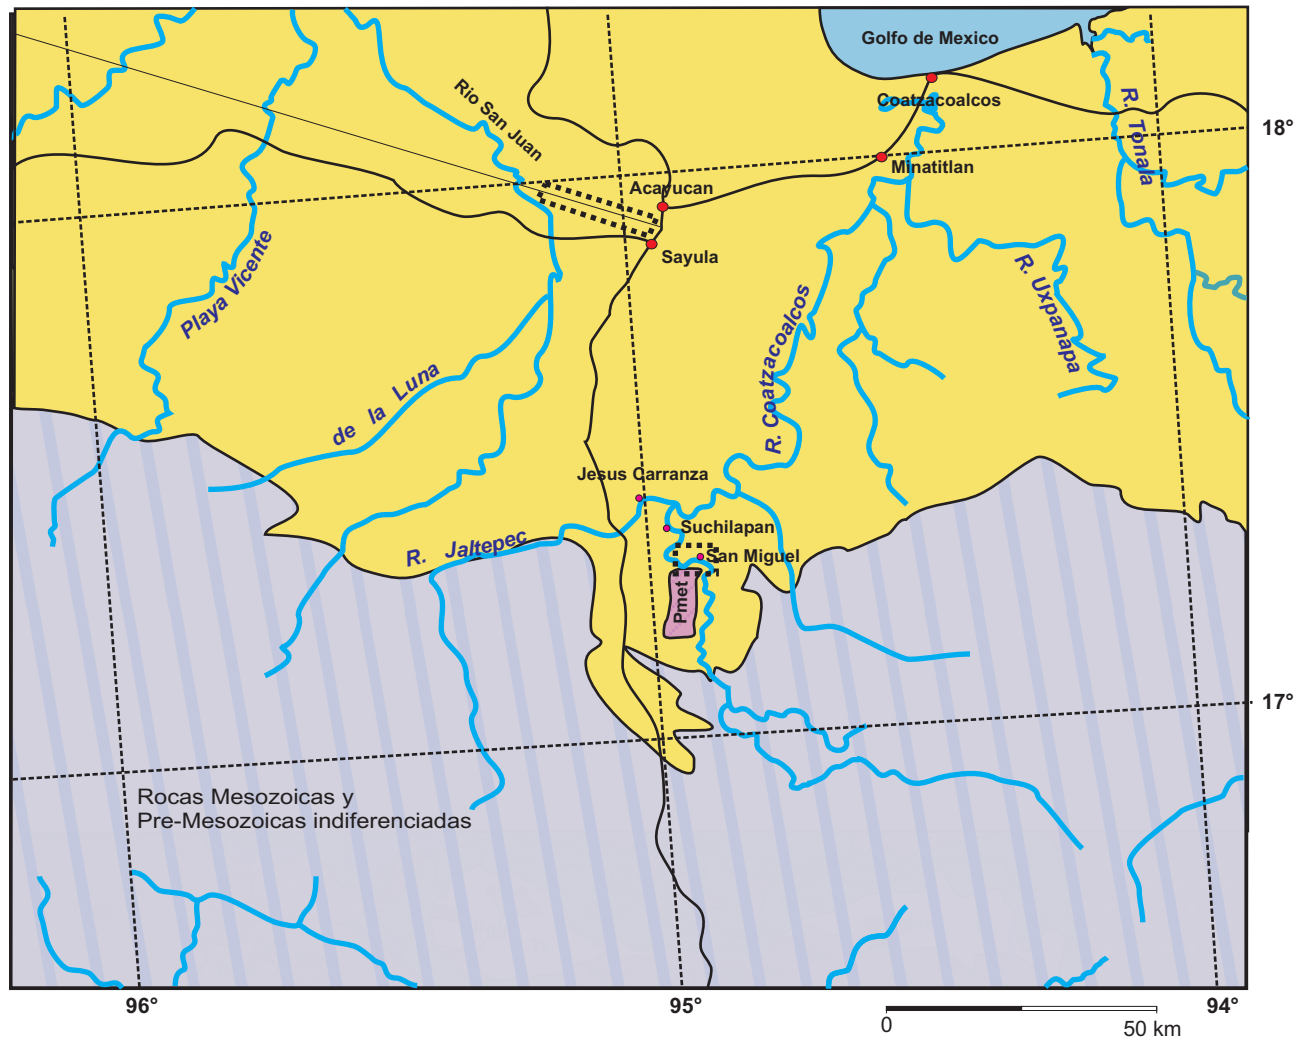 Golfo de Mexico
Coatzacoalcos
R. Tonala
Rio San Juan
18°
Minatitlan
Acayucan
Sayula
Playa Vicente
R. Uxpanapa
R. Coatzacoalcos
de la Luna
Jesus Carranza
Suchilapan
R. Jaltepec
San Miguel
Pmet
17°
Rocas Mesozoicas y
Pre-Mesozoicas indiferenciadas
96°
95°
94°
0
50 km